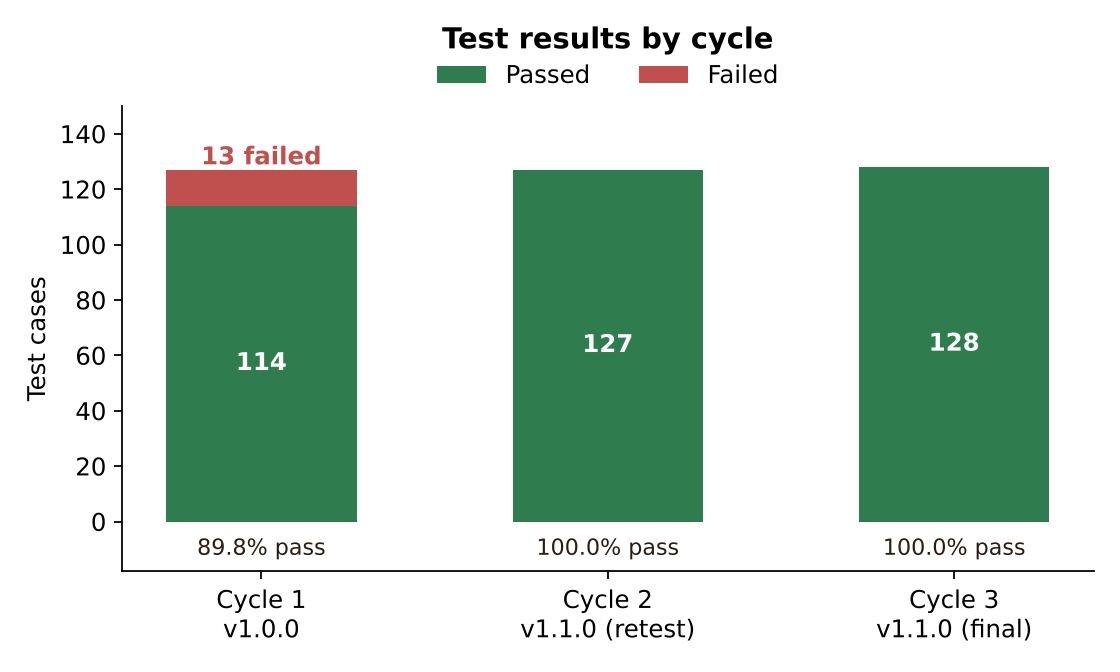 Test results by cycle
Passed Failed
Test cases
140
120
100
80
60
40
20
0
13 failed
114
127
128
89.8% pass
100.0% pass
100.0% pass
Cycle 1
v1.0.0
Cycle 2
v1.1.0 (retest)
Cycle 3
v1.1.0 (final)